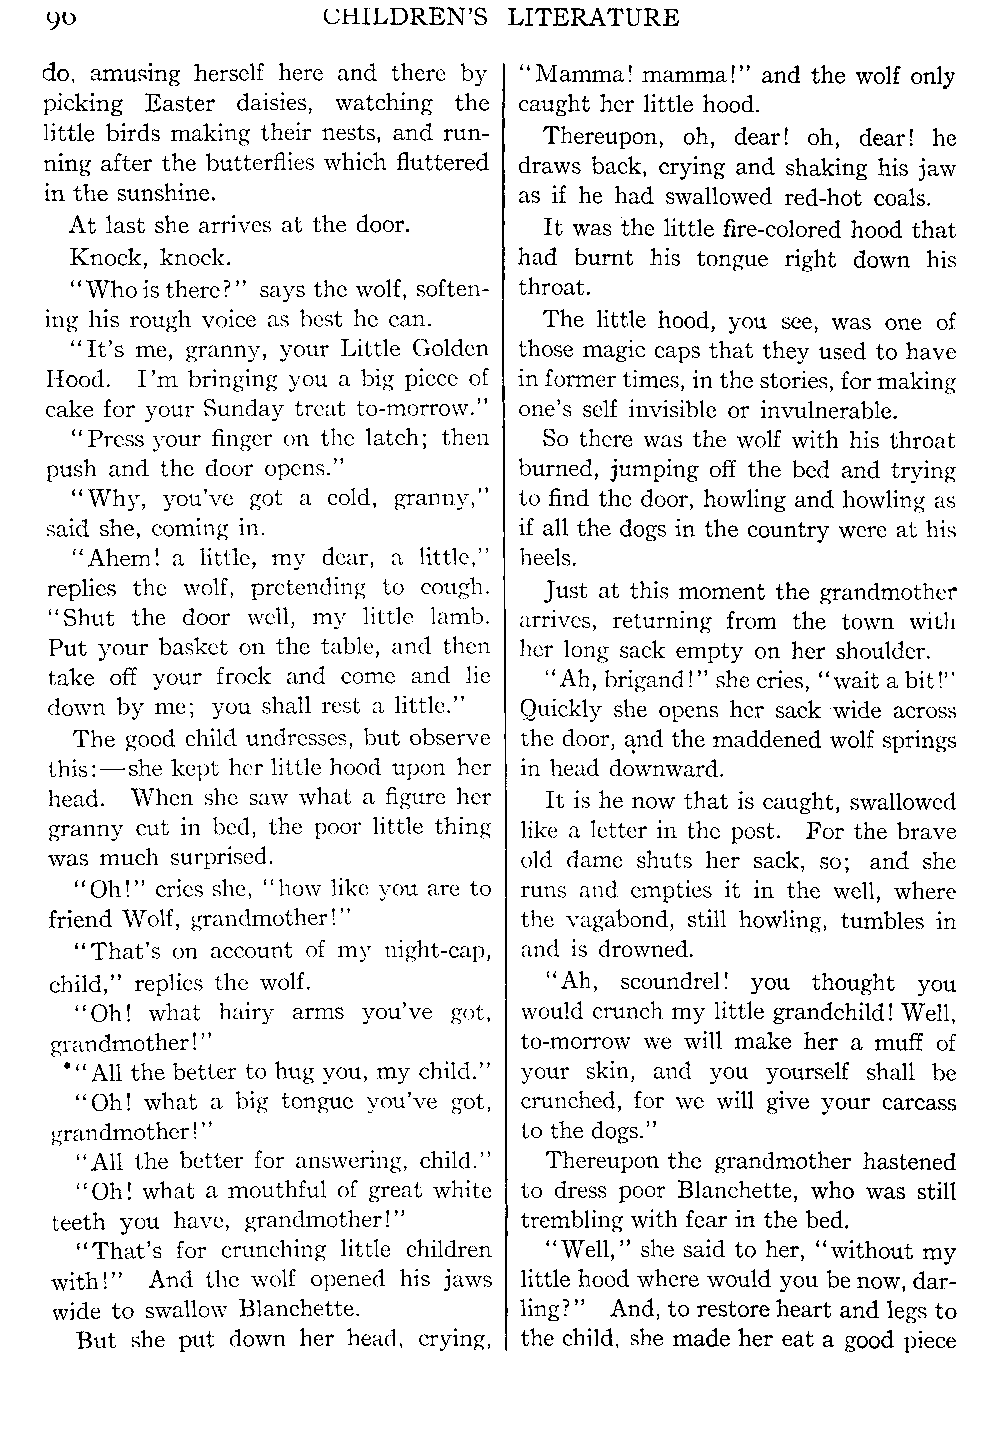 90
CHILDREN'S LITERATURE
do, amusing herself here and there by
picking Easter daisies, watching the
little birds making their nests, and run-
ning after the butterflies which fluttered
in the sunshine.
At last she arrives at the door.
Knock, knock.
"Who is there?" says the wolf, soften-
ing his rough voice as best he can.
"It's me, granny, your Little Golden
Hood. I'm bringing you a big piece of
cake for your Sunday treat to-morrow."
"Press your finger on the latch; then
push and the door opens."
"Why, you've got a cold, granny,"
said she, coming in.
"Ahem! a little, my dear, a little,"
replies the wolf, pretending to cough.
"Shut the door well, my little lamb.
Put your basket on the table, and then
take off your frock and come and lie
down by me; you shall rest a little."
The good child undresses, but observe
this:—she kept her little hood upon her
head. When she saw what a figure her
granny cut in bed, the poor little thing
was much surprised.
"Oh!" cries she, "how like you are to
friend Wolf, grandmother!"
"That's on account of my night-cap,
child," replies the wolf.
"Oh! what hairy arms you've got,
grandmother!"
"All the better to hug you, my child."
"Oh! what a big tongue you've got,
grandmother!"
"All the better for answering, child."
"Oh! what a mouthful of great white
teeth you have, grandmother!"
"That's for crunching little children
with!" And the wolf opened his jaws
wide to swallow Blanchette.
But she put down her head, crying,
"Mamma! mamma!" and the wolf only
caught her little hood.
Thereupon, oh, dear! oh, dear! he
draws back, crying and shaking his jaw
as if he had swallowed red-hot coals.
It was the little fire-colored hood that
had burnt his tongue right down his
throat.
The little hood, you see, was one of
those magic caps that they used to have
in former times, in the stories, for making
one's self invisible or invulnerable.
So there was the wolf with his throat
burned, jumping off the bed and trying
to find the door, howling and howling as
if all the dogs in the country were at his
heels.
Just at this moment the grandmother
arrives, returning from the town with
her long sack empty on her shoulder.
"Ah, brigand!" she cries, "wait a bit!"
Quickly she opens her sack wide across
the door, and the maddened wolf springs
in head downward.
It is he now that is caught, swallowed
like a letter in the post. For the brave
old dame shuts her sack, so; and she
runs and empties it in the well, where
the vagabond, still howling, tumbles in
and is drowned.
"Ah, scoundrel! you thought you
would crunch my little grandchild! Well,
to-morrow we will make her a muff of
your skin, and you yourself shall be
crunched, for we will give your carcass
to the dogs."
Thereupon the grandmother hastened
to dress poor Blanchette, who was still
trembling with fear in the bed.
"Well," she said to her, "without my
little hood where would you be now, dar-
ling?" And, to restore heart and legs to
the child, she made her eat a good piece